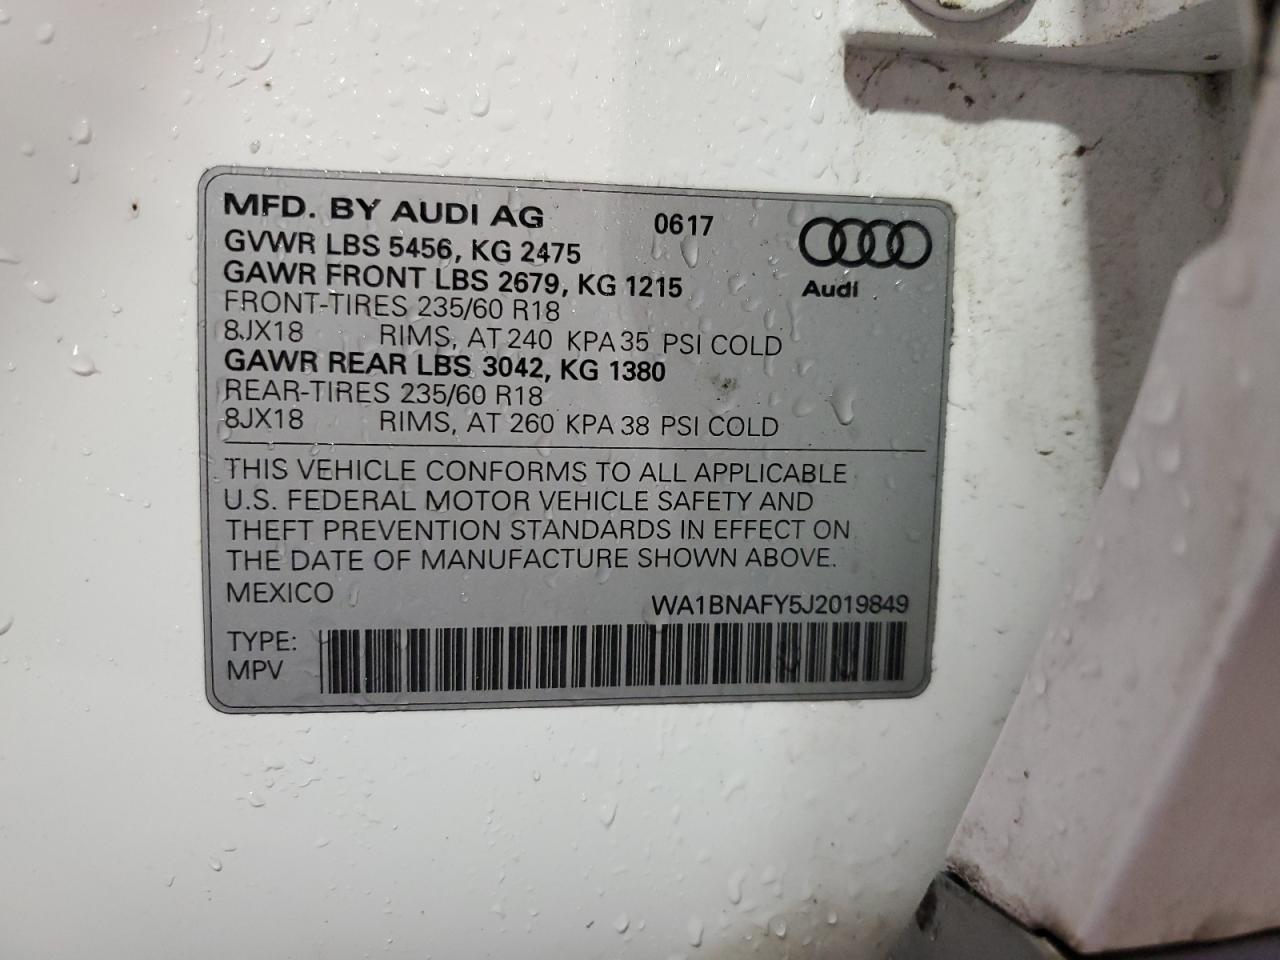 MFD. BY AUDI AG 0617
GVWR LBS 5456, KG 2475
GAWR FRONT LBS 2679, KG 1215
Audi
FRONT-TIRES 235/60 R18
8JX18 RIMS, AT 240 KPA 35 PSI COLD
GAWR REAR LBS 3042, KG 1380
REAR-TIRES 235/60 R18
8JX18 RIMS, AT 260 KPA 38 PSI COLD
THIS VEHICLE CONFORMS TO ALL APPLICABLE
U.S. FEDERAL MOTOR VEHICLE SAFETY AND
THEFT PREVENTION STANDARDS IN EFFECT ON
THE DATE OF MANUFACTURE SHOWN ABOVE.
MEXICO
WA1BNAFY5J2019849
TYPE:
MPV